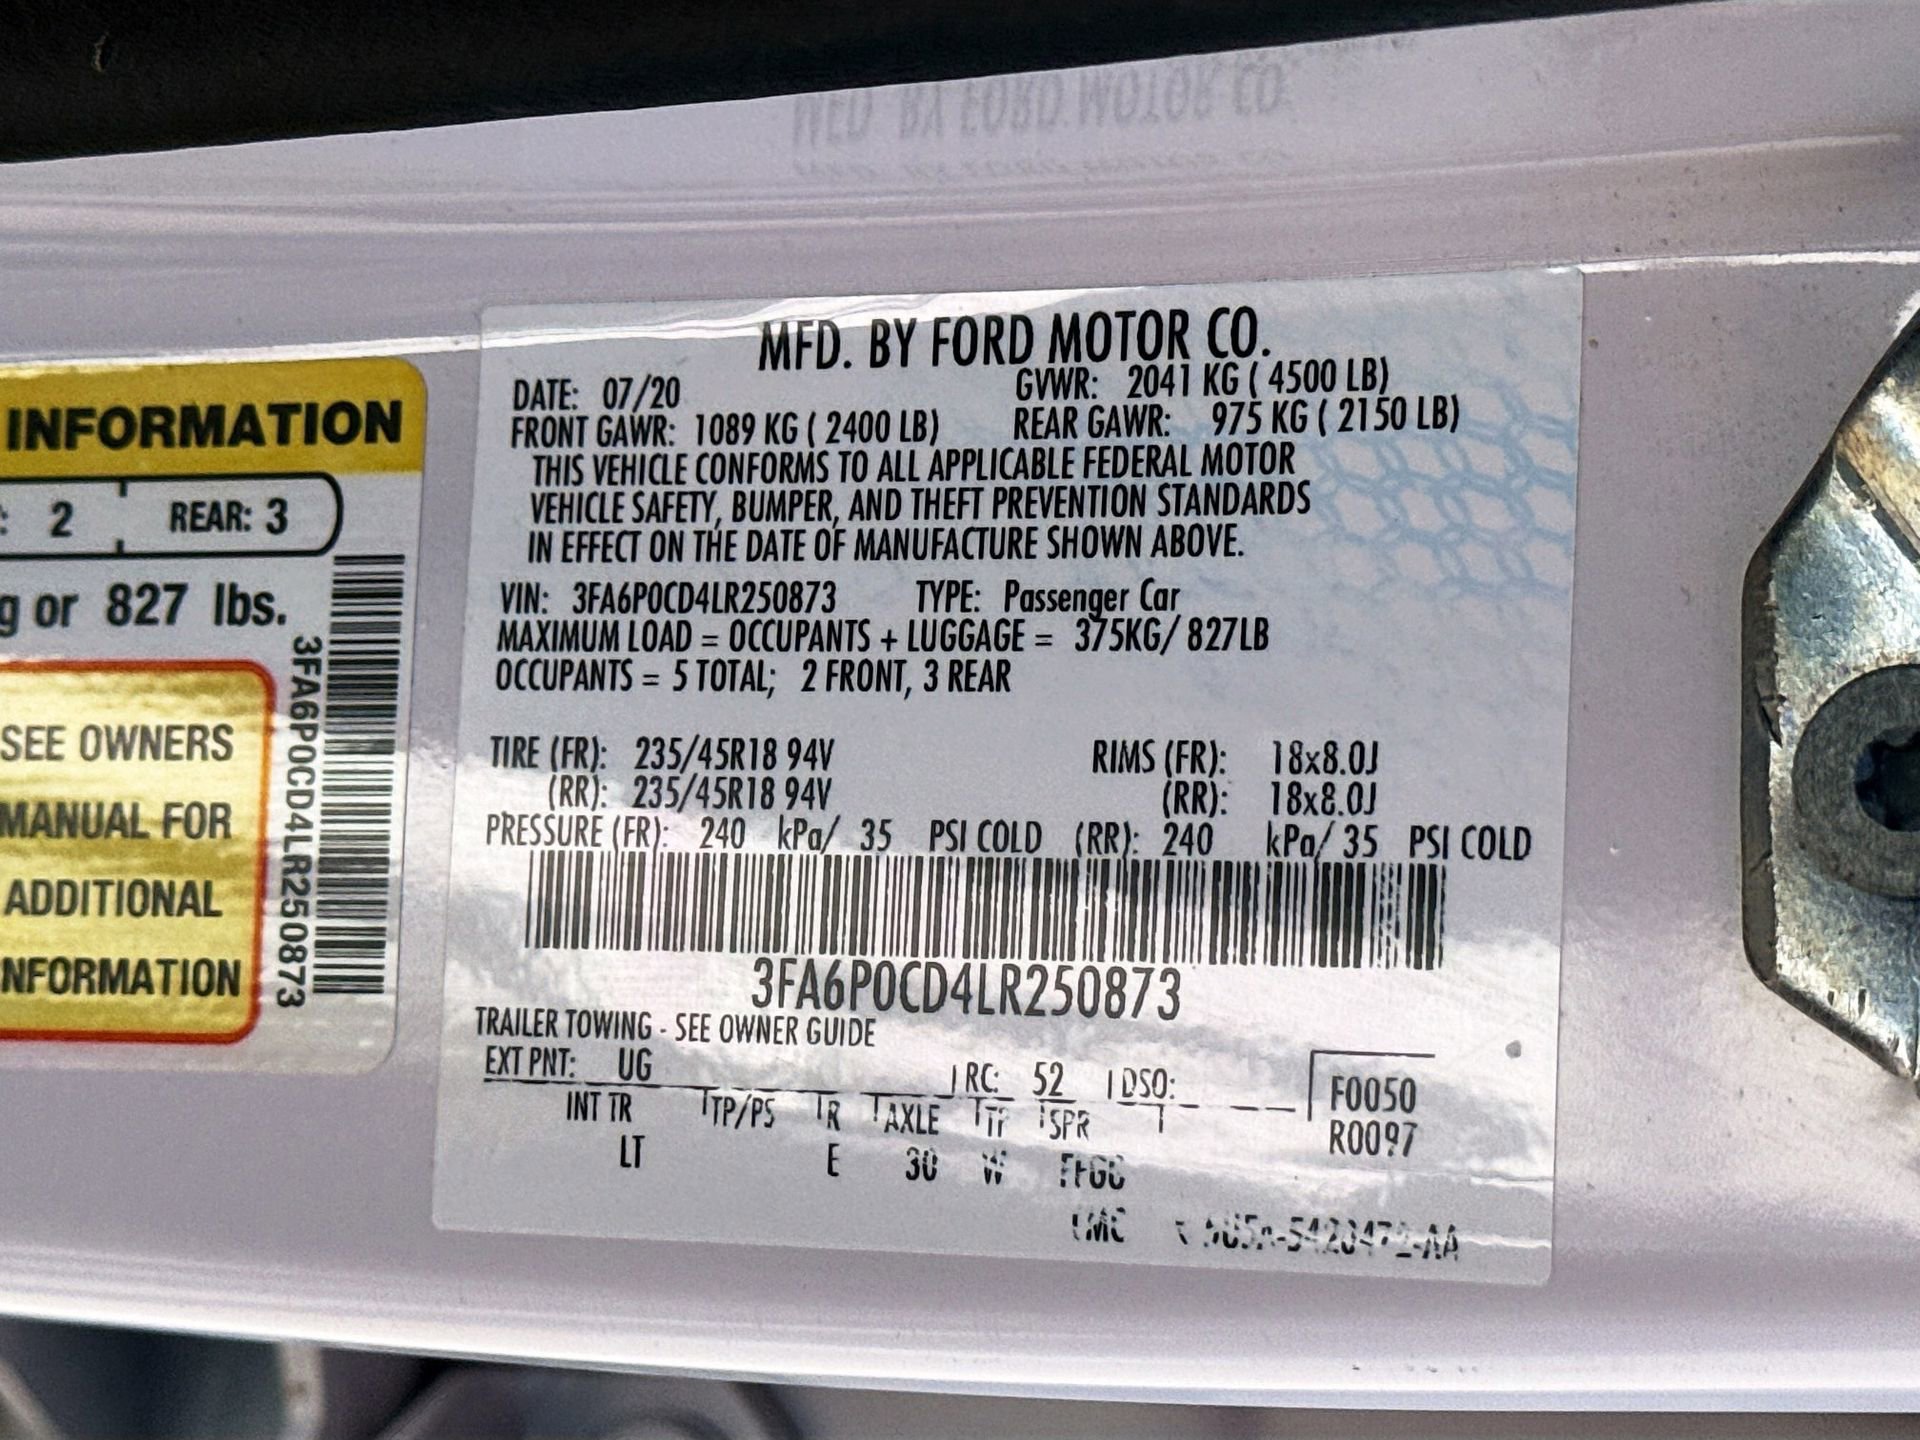 INFORMATION
: 2 REAR: 3
g or 827 lbs.
SEE OWNERS
MANUAL FOR
ADDITIONAL
NFORMATION
3FA6P0CD4LR250873
MFD. BY FORD MOTOR CO.
DATE: 07/20 GVWR: 2041 KG ( 4500 LB)
FRONT GAWR: 1089 KG ( 2400 LB) REAR GAWR: 975 KG ( 2150 LB)
THIS VEHICLE CONFORMS TO ALL APPLICABLE FEDERAL MOTOR
VEHICLE SAFETY, BUMPER, AND THEFT PREVENTION STANDARDS
IN EFFECT ON THE DATE OF MANUFACTURE SHOWN ABOVE.
VIN: 3FA6P0CD4LR250873 TYPE: Passenger Car
MAXIMUM LOAD = OCCUPANTS + LUGGAGE = 375KG/ 827LB
OCCUPANTS = 5 TOTAL; 2 FRONT, 3 REAR
TIRE (FR): 235/45R18 94V RIMS (FR): 18x8.0J
(RR): 235/45R18 94V (RR): 18x8.0J
PRESSURE (FR): 240 kPa/ 35 PSI COLD (RR): 240 kPa/ 35 PSI COLD
3FA6P0CD4LR250873
TRAILER TOWING - SEE OWNER GUIDE
EXT PNT: UG RC: 52 DSO: F0050
INT TR TP/PS R AXLE TP SPR R0097
LT E 30 W